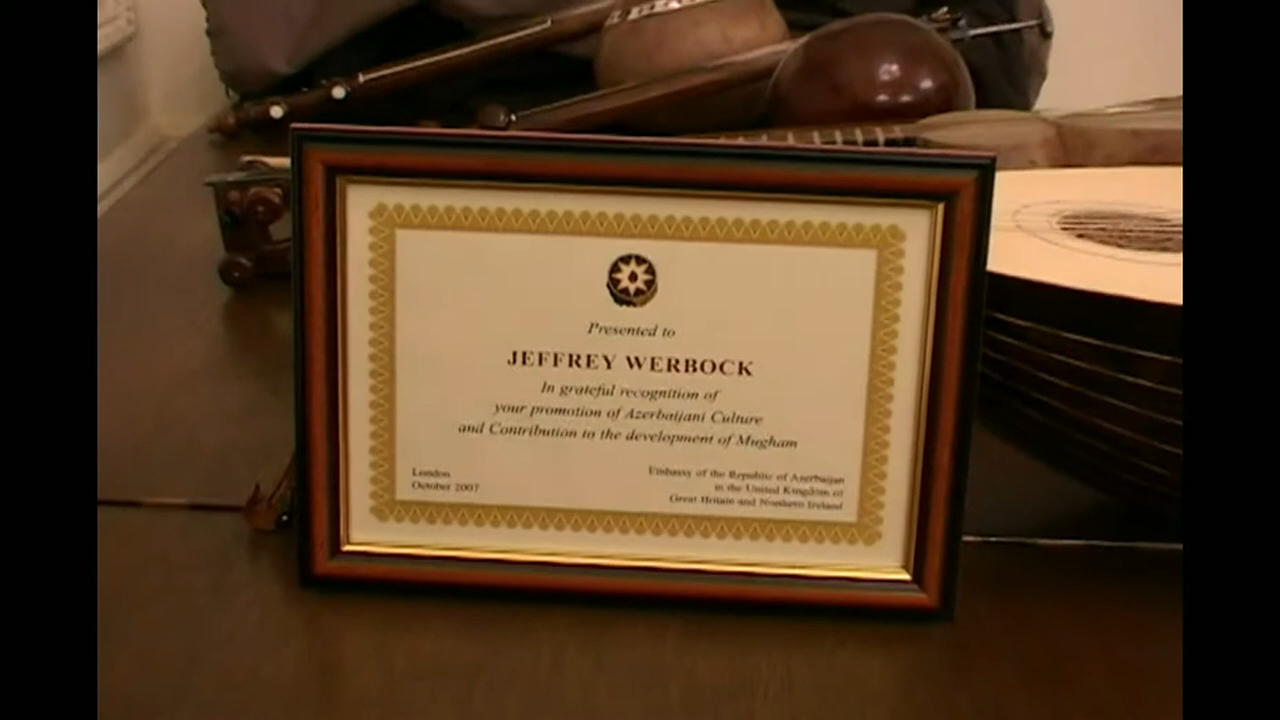 Presented to
JEFFREY WERBOCK
In grateful recognition of
your promotion of Azerbaijani Culture
and Contribution to the development of Mugham
London
October 2007
Embassy of the Republic of Azerbaijan
in the United Kingdom of
Great Britain and Northern Ireland